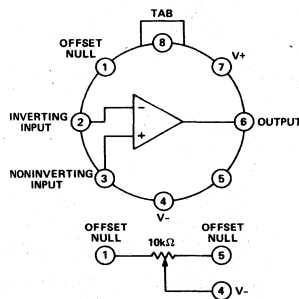 TAB
8
OFFSET
NULL
1
7
V+
INVERTING
INPUT
2
−
+
6
OUTPUT
NONINVERTING
INPUT
3
5
4
V−
OFFSET
NULL
10kΩ
OFFSET
NULL
1
5
4
V−